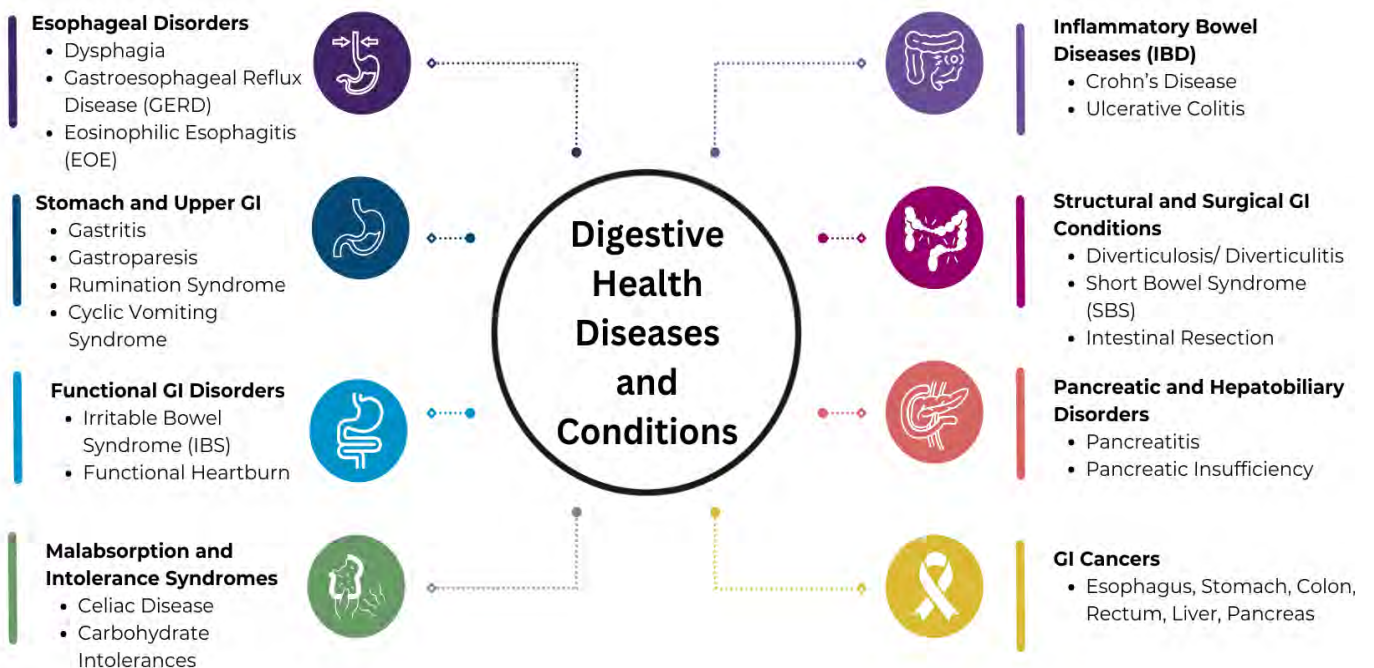 Esophageal Disorders
• Dysphagia
• Gastroesophageal Reflux
Disease (GERD)
• Eosinophilic Esophagitis
(EOE)
Stomach and Upper GI
• Gastritis
• Gastroparesis
• Rumination Syndrome
• Cyclic Vomiting
Syndrome
Functional GI Disorders
• Irritable Bowel
Syndrome (IBS)
• Functional Heartburn
Malabsorption and
Intolerance Syndromes
• Celiac Disease
• Carbohydrate
Intolerances
Digestive
Health
Diseases
and
Conditions
Inflammatory Bowel
Diseases (IBD)
• Crohn's Disease
• Ulcerative Colitis
Structural and Surgical GI
Conditions
• Diverticulosis/ Diverticulitis
• Short Bowel Syndrome
(SBS)
• Intestinal Resection
Pancreatic and Hepatobiliary
Disorders
• Pancreatitis
• Pancreatic Insufficiency
GI Cancers
• Esophagus, Stomach, Colon,
Rectum, Liver, Pancreas